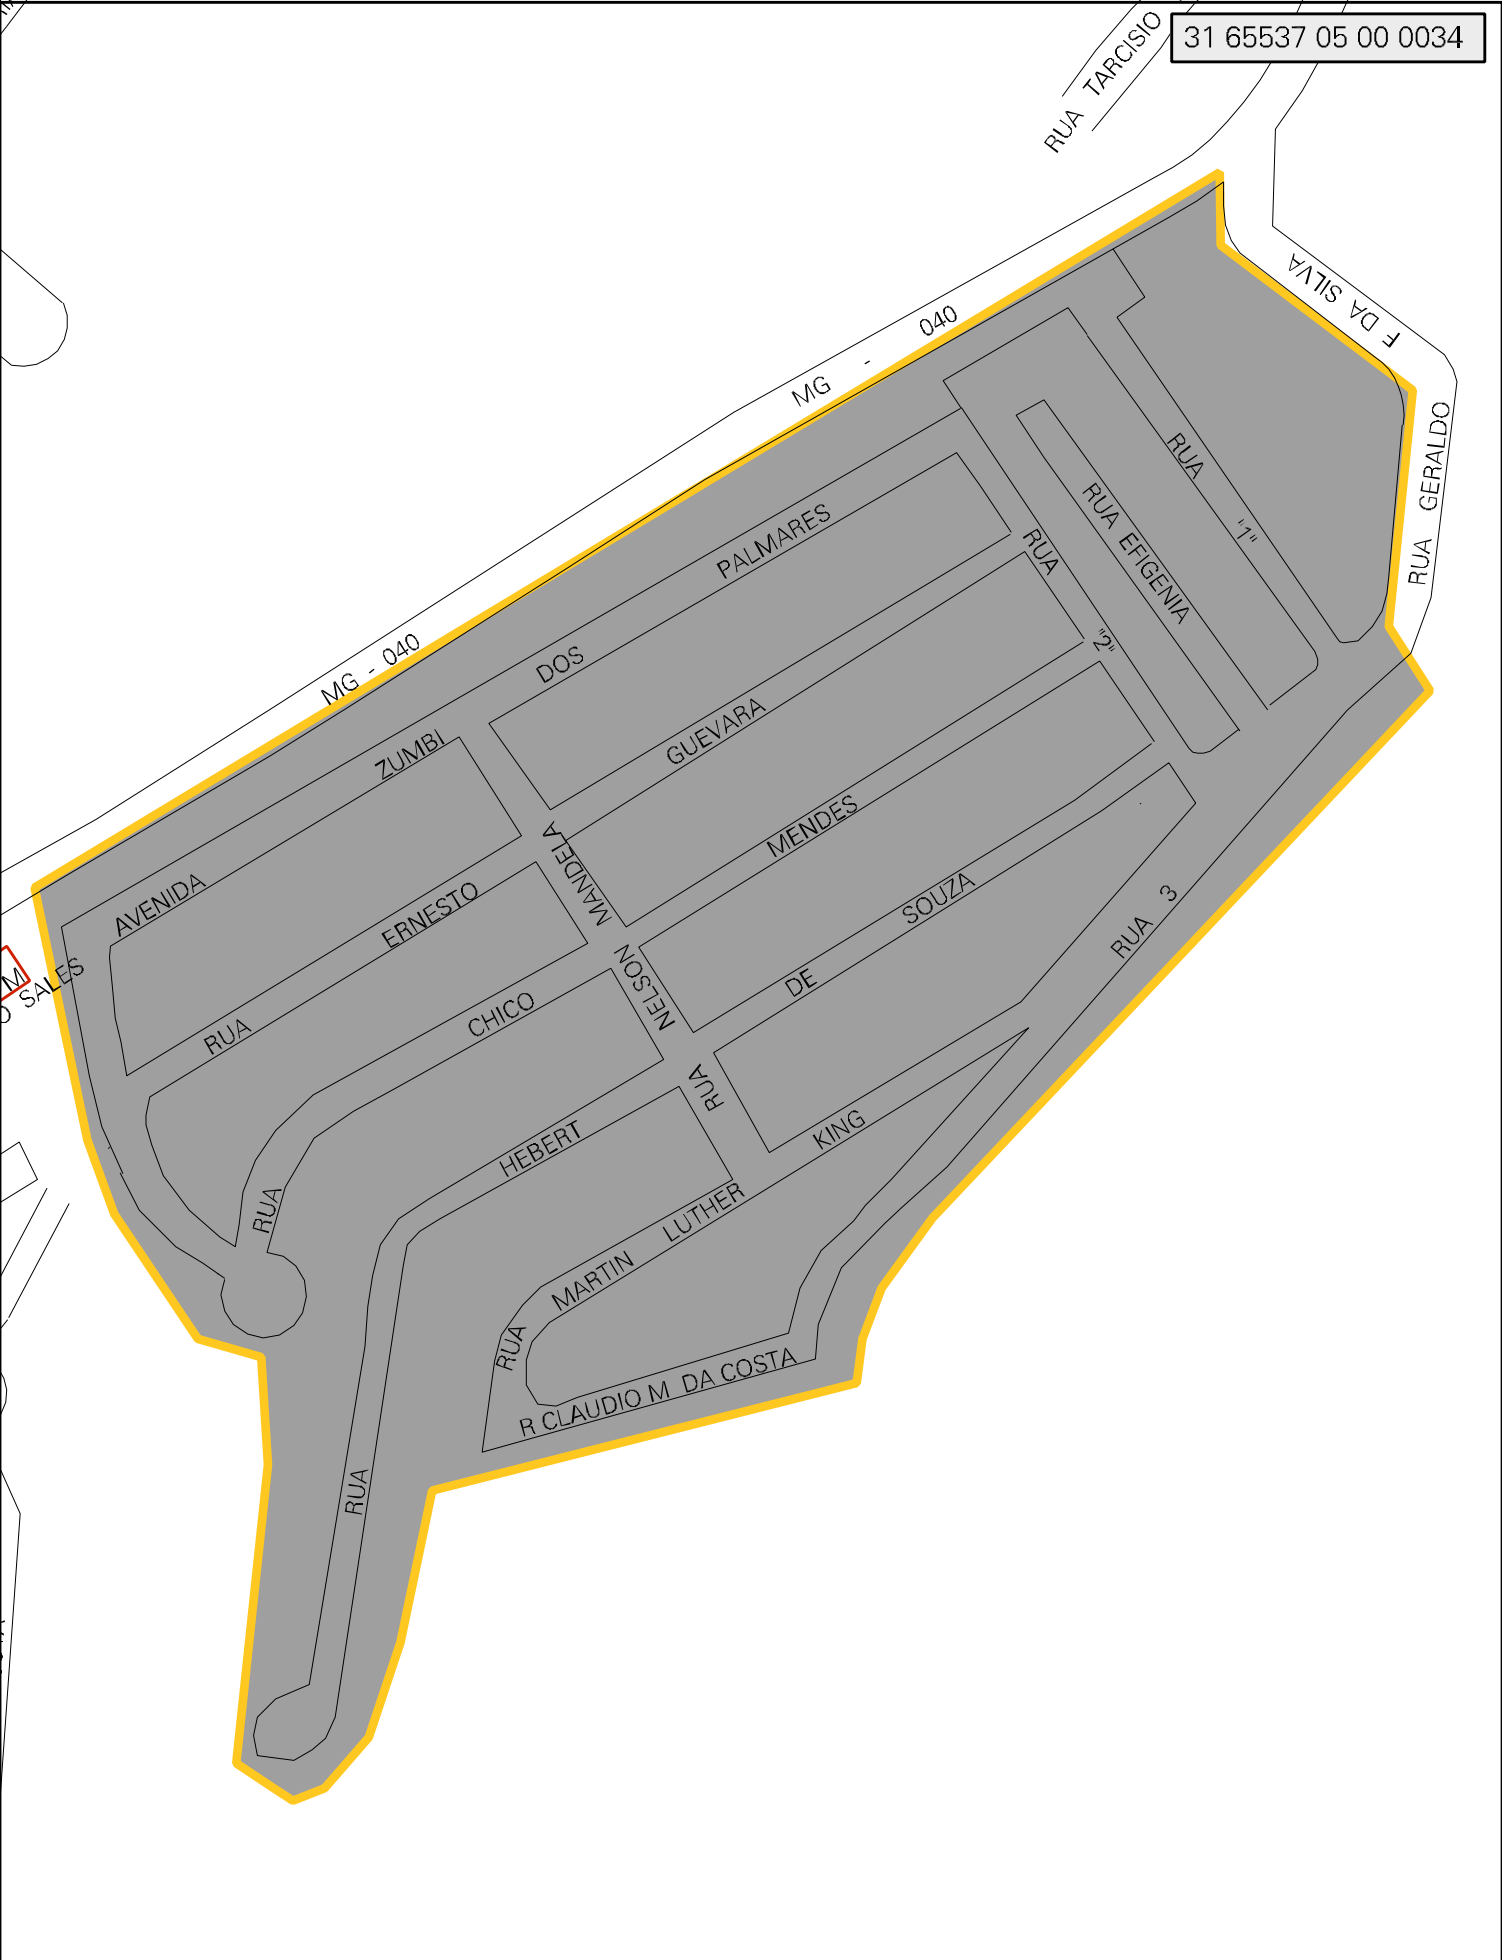 31 65537 05 00 0034
RUA TARCISIO
F DA SILVA
RUA GERALDO
MG - 040
MG - 040
RUA "1"
RUA EFIGENIA
RUA "2"
AVENIDA ZUMBI DOS PALMARES
RUA ERNESTO GUEVARA
RUA CHICO MENDES
RUA NELSON MANDELA
RUA HEBERT DE SOUZA
RUA 3
RUA MARTIN LUTHER KING
R CLAUDIO M DA COSTA
M
O SALES